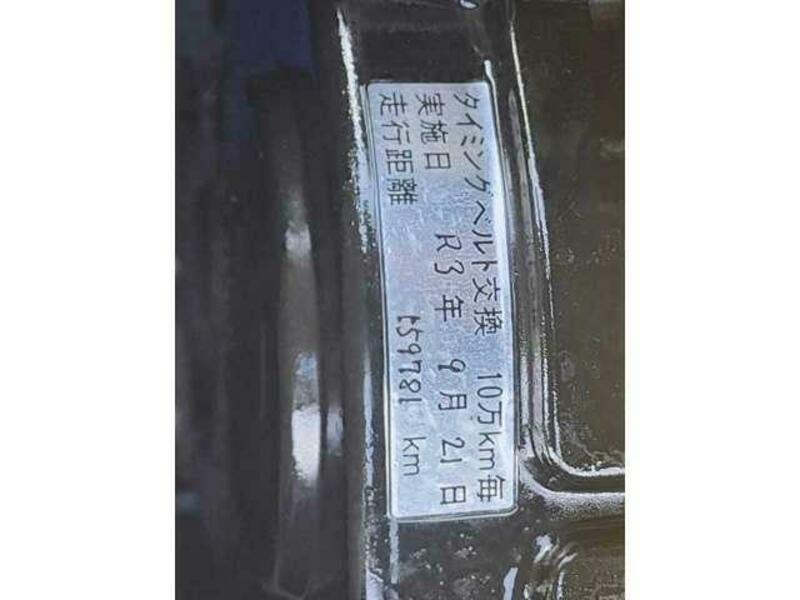 タイミングベルト交換 10万km毎
実施日 R3年 9月 21日
走行距離 159781 km